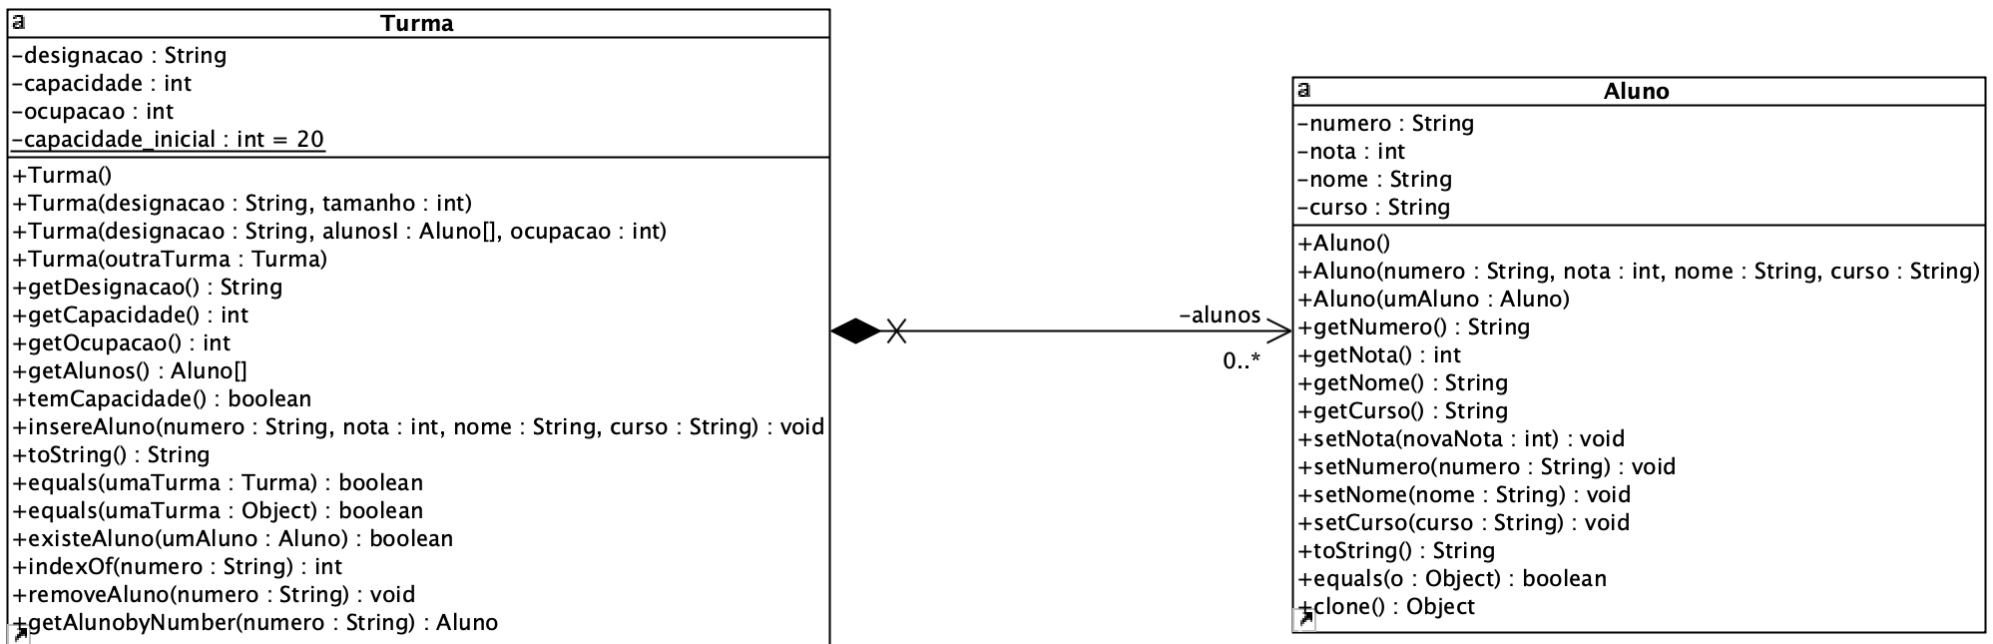 a
Turma
-designacao : String
-capacidade : int
-ocupacao : int
-capacidade_inicial : int = 20
+Turma()
+Turma(designacao : String, tamanho : int)
+Turma(designacao : String, alunosI : Aluno[], ocupacao : int)
+Turma(outraTurma : Turma)
+getDesignacao() : String
+getCapacidade() : int
+getOcupacao() : int
+getAlunos() : Aluno[]
+temCapacidade() : boolean
+insereAluno(numero : String, nota : int, nome : String, curso : String) : void
+toString() : String
+equals(umaTurma : Turma) : boolean
+equals(umaTurma : Object) : boolean
+existeAluno(umAluno : Aluno) : boolean
+indexOf(numero : String) : int
+removeAluno(numero : String) : void
+getAlunobyNumber(numero : String) : Aluno
-alunos
0..*
a
Aluno
-numero : String
-nota : int
-nome : String
-curso : String
+Aluno()
+Aluno(numero : String, nota : int, nome : String, curso : String)
+Aluno(umAluno : Aluno)
+getNumero() : String
+getNota() : int
+getNome() : String
+getCurso() : String
+setNota(novaNota : int) : void
+setNumero(numero : String) : void
+setNome(nome : String) : void
+setCurso(curso : String) : void
+toString() : String
+equals(o : Object) : boolean
+clone() : Object